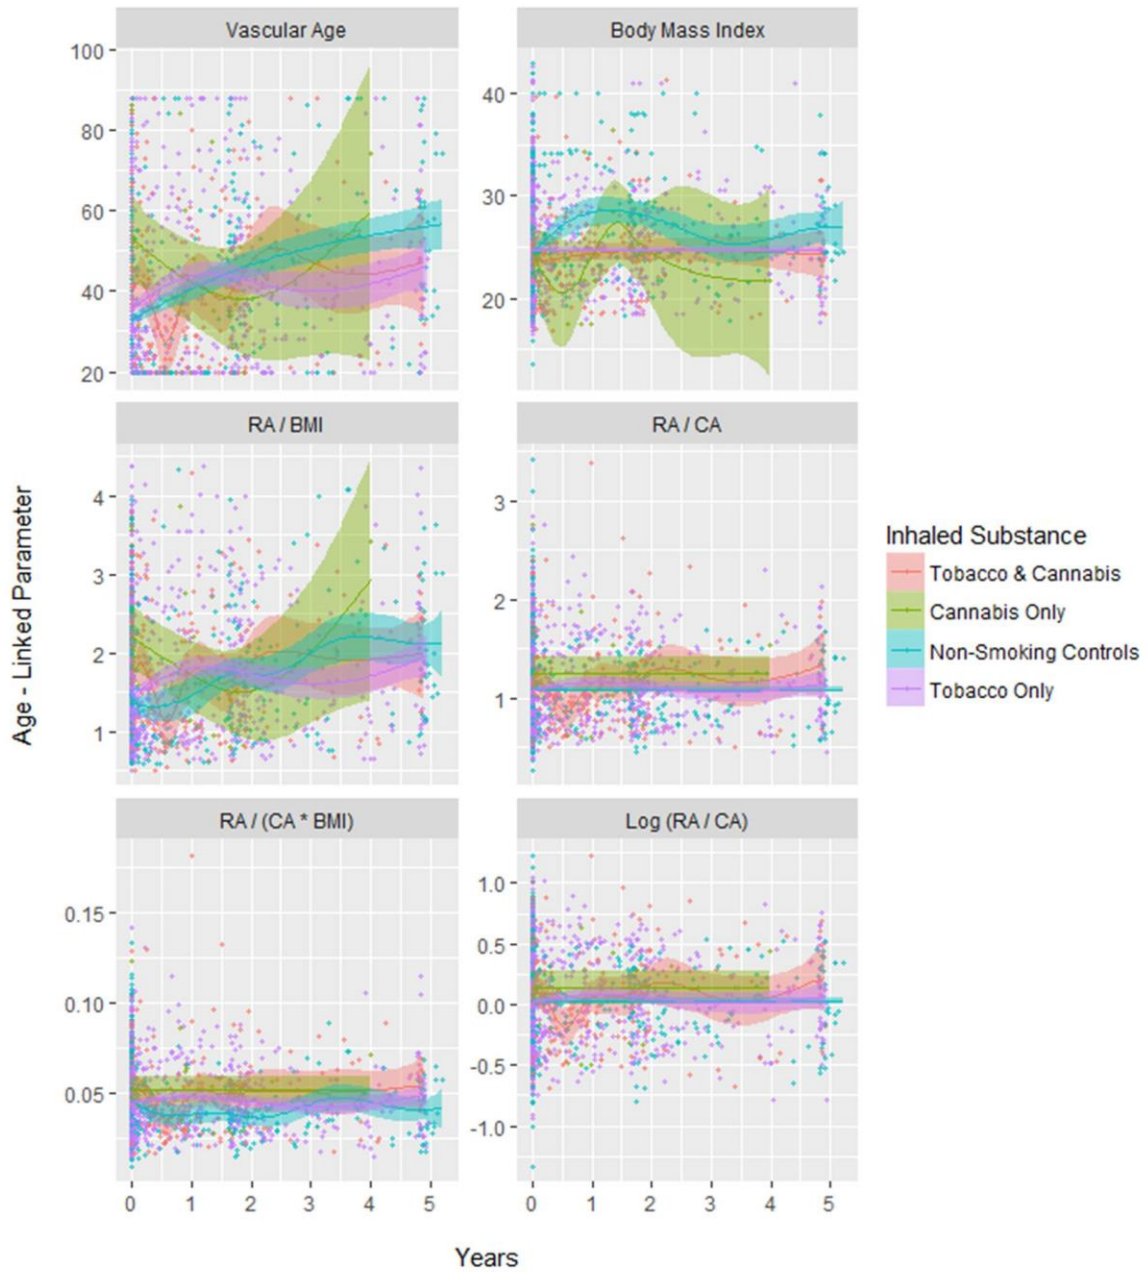 Vascular Age
Body Mass Index
100
80
60
40
20
40
30
20
RA / BMI
RA / CA
4
3
2
1
3
2
1
Age - Linked Parameter
Inhaled Substance
Tobacco & Cannabis
Cannabis Only
Non-Smoking Controls
Tobacco Only
RA / (CA * BMI)
Log (RA / CA)
0.15
0.10
0.05
1.0
0.5
0.0
-0.5
-1.0
0 1 2 3 4 5
0 1 2 3 4 5
Years